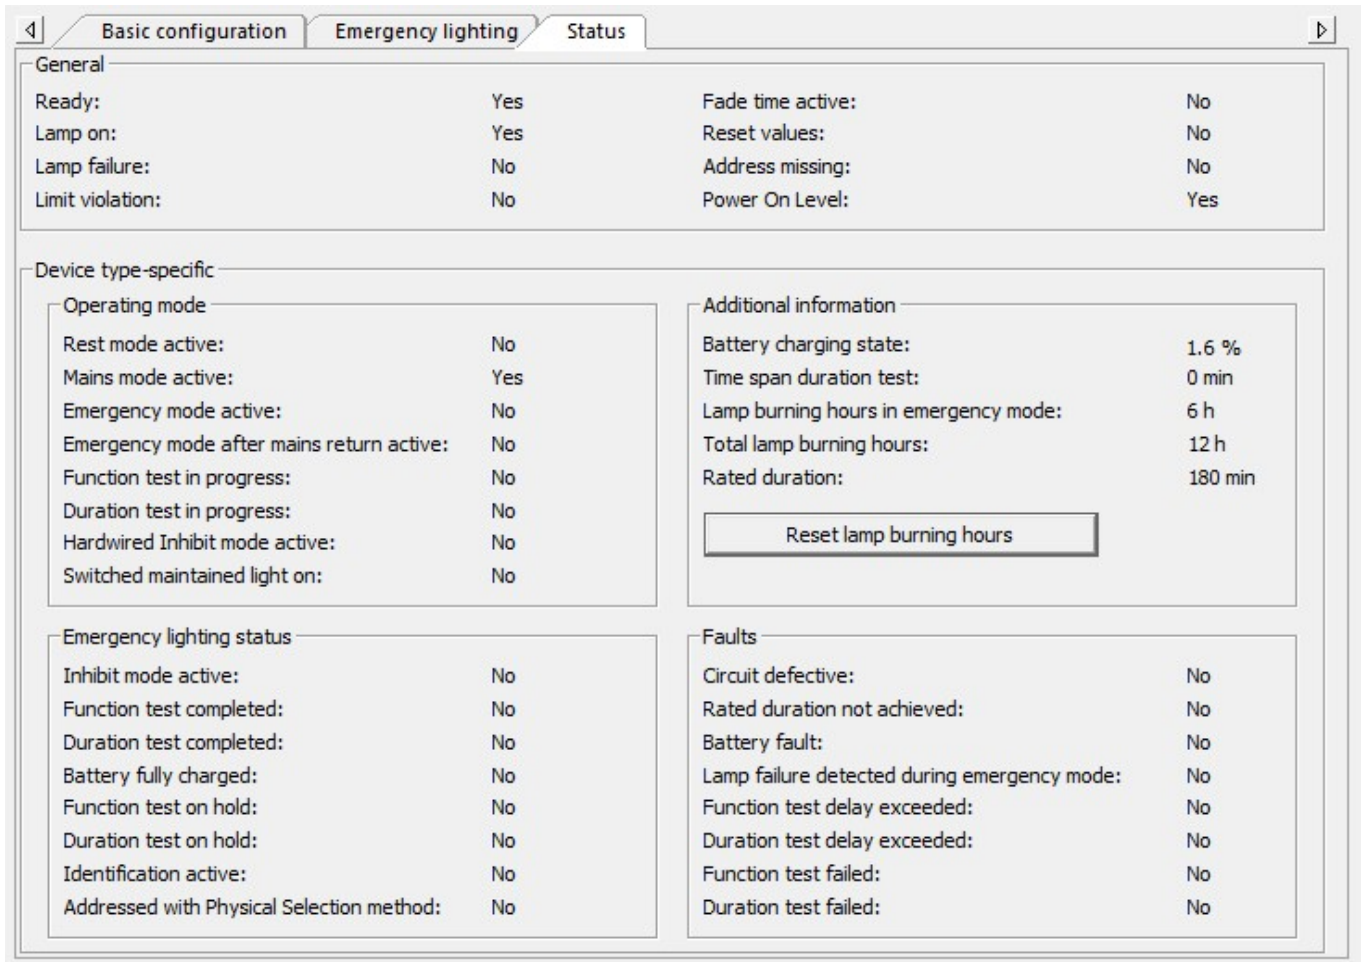 Basic configuration Emergency lighting Status
General
Ready: Yes Fade time active: No
Lamp on: Yes Reset values: No
Lamp failure: No Address missing: No
Limit violation: No Power On Level: Yes
Device type-specific
Operating mode
Rest mode active: No
Mains mode active: Yes
Emergency mode active: No
Emergency mode after mains return active: No
Function test in progress: No
Duration test in progress: No
Hardwired Inhibit mode active: No
Switched maintained light on: No
Additional information
Battery charging state: 1.6 %
Time span duration test: 0 min
Lamp burning hours in emergency mode: 6 h
Total lamp burning hours: 12 h
Rated duration: 180 min
Reset lamp burning hours
Emergency lighting status
Inhibit mode active: No
Function test completed: No
Duration test completed: No
Battery fully charged: No
Function test on hold: No
Duration test on hold: No
Identification active: No
Addressed with Physical Selection method: No
Faults
Circuit defective: No
Rated duration not achieved: No
Battery fault: No
Lamp failure detected during emergency mode: No
Function test delay exceeded: No
Duration test delay exceeded: No
Function test failed: No
Duration test failed: No